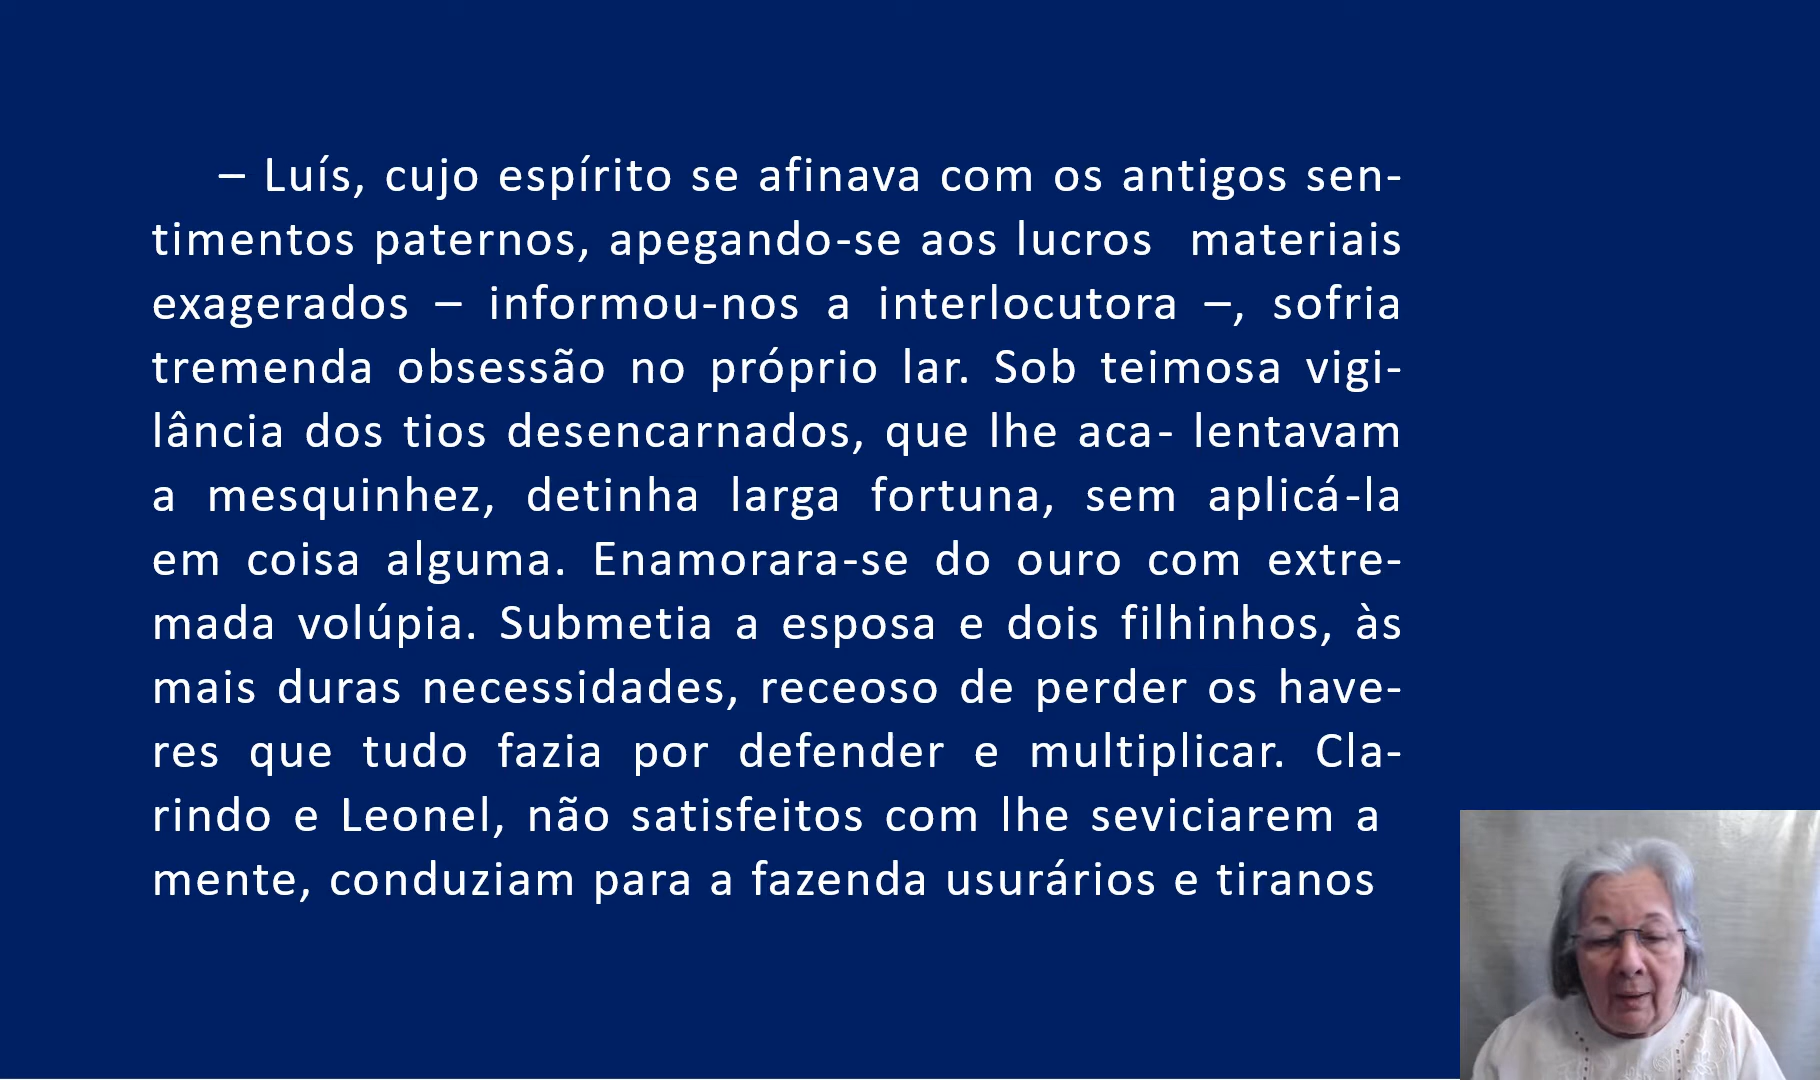 – Luís, cujo espírito se afinava com os antigos sen-
timentos paternos, apegando-se aos lucros materiais
exagerados – informou-nos a interlocutora –, sofria
tremenda obsessão no próprio lar. Sob teimosa vigi-
lância dos tios desencarnados, que lhe aca- lentavam
a mesquinhez, detinha larga fortuna, sem aplicá-la
em coisa alguma. Enamorara-se do ouro com extre-
mada volúpia. Submetia a esposa e dois filhinhos, às
mais duras necessidades, receoso de perder os have-
res que tudo fazia por defender e multiplicar. Cla-
rindo e Leonel, não satisfeitos com lhe seviciarem a
mente, conduziam para a fazenda usurários e tiranos